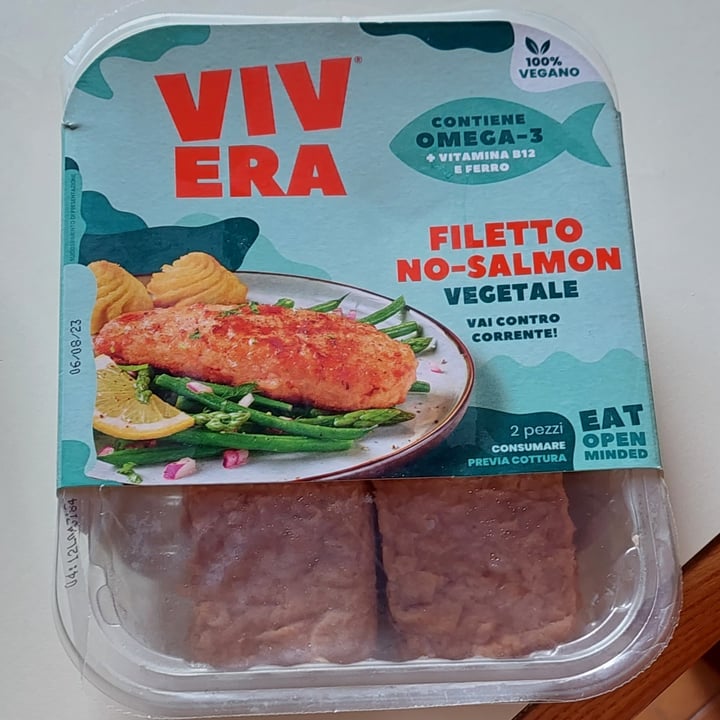 VIV
ERA®
100%
VEGANO
CONTIENE
OMEGA-3
+ VITAMINA B12
E FERRO
FILETTO
NO-SALMON
VEGETALE
VAI CONTRO
CORRENTE!
2 pezzi
CONSUMARE
PREVIA COTTURA
EAT
OPEN
MINDED
06/08/23